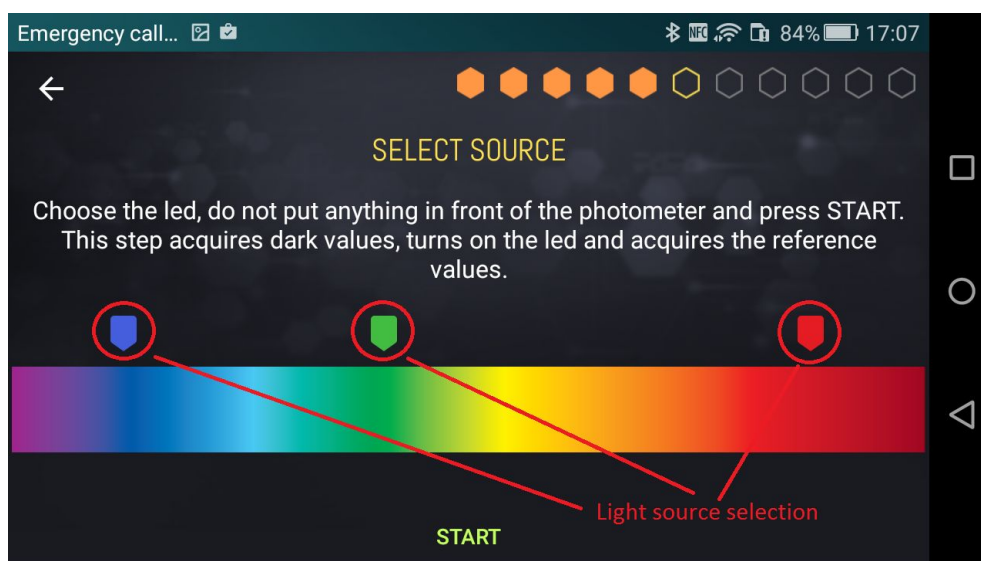 Emergency call... NFC 84% 17:07
SELECT SOURCE
Choose the led, do not put anything in front of the photometer and press START.
This step acquires dark values, turns on the led and acquires the reference
values.
Light source selection
START